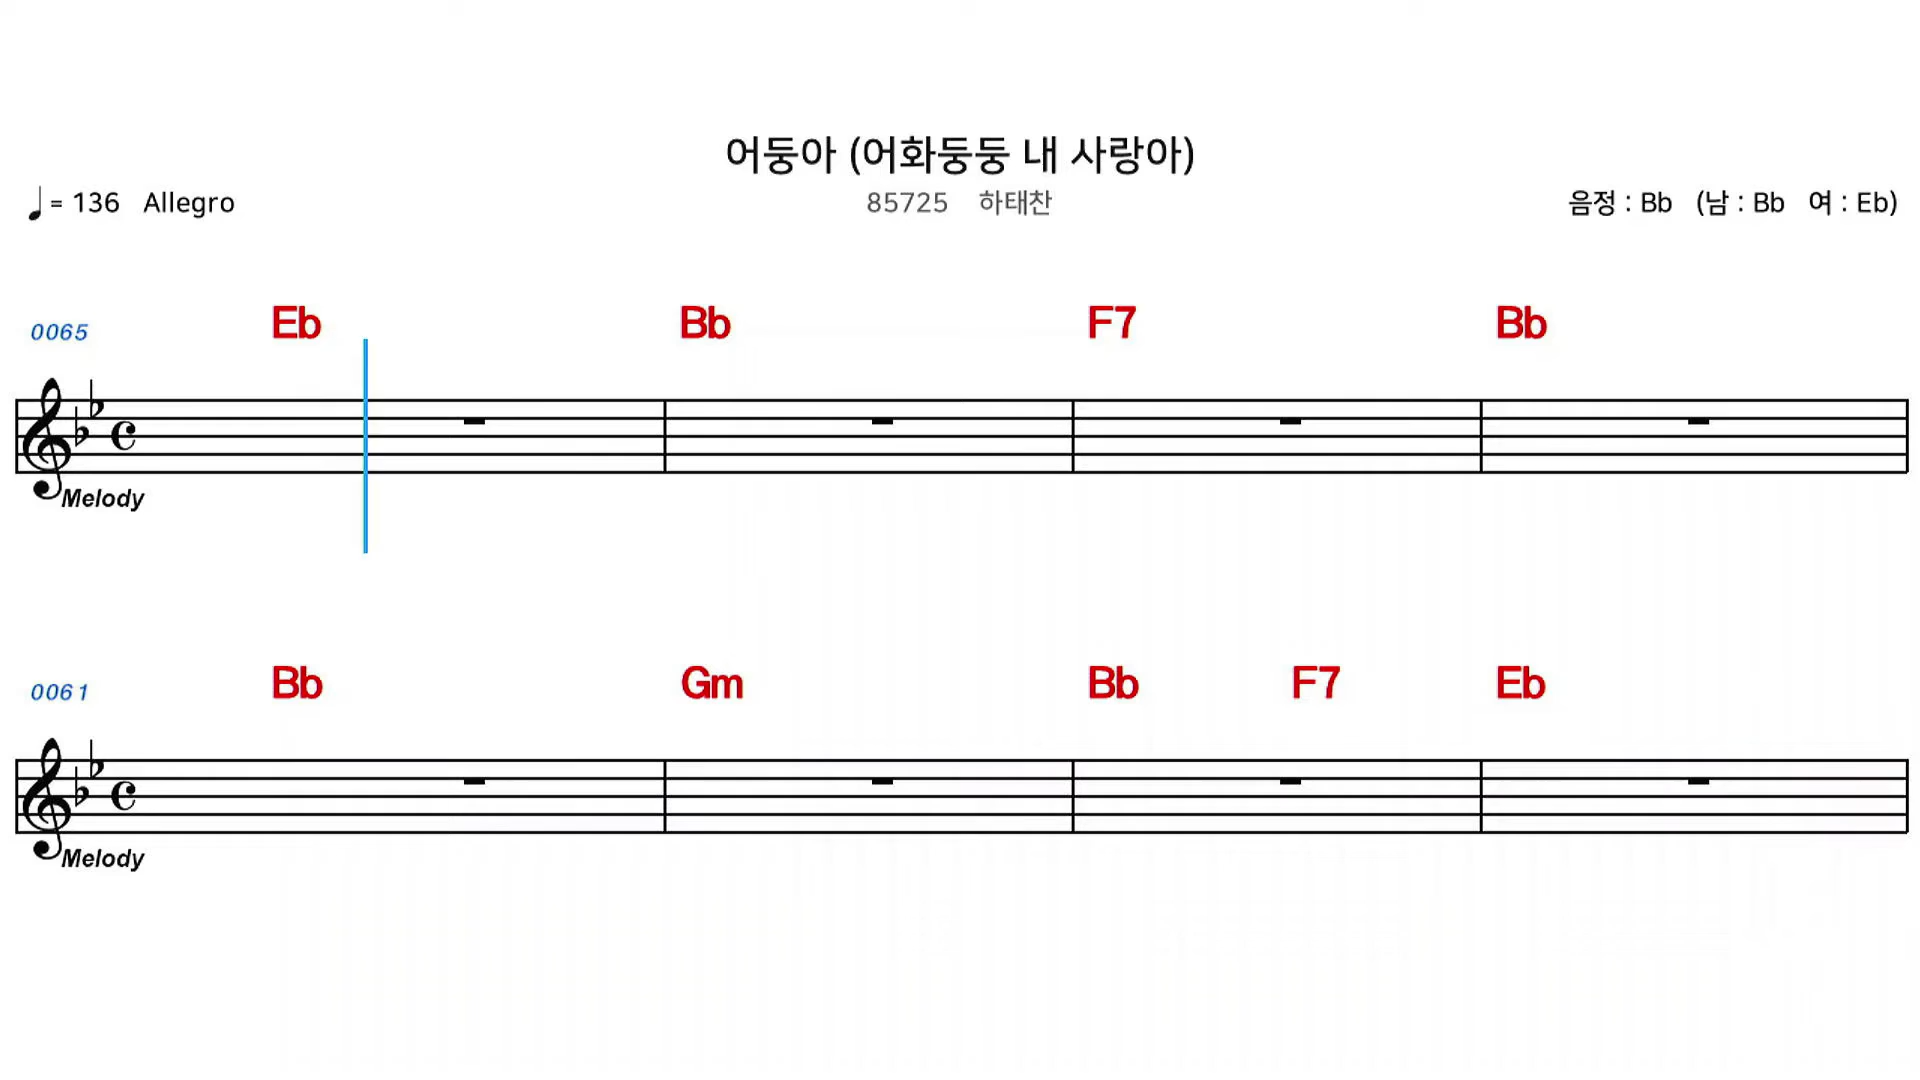 어둥아 (어화둥둥 내 사랑아)
= 136 Allegro
85725 하태찬
음정 : Bb (남 : Bb 여 : Eb)
0065 Eb Bb F7 Bb
Melody
0061 Bb Gm Bb F7 Eb
Melody